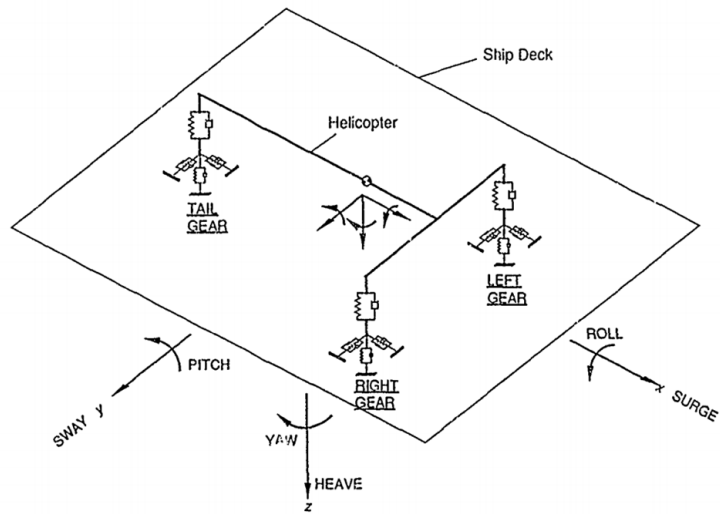 Ship Deck
Helicopter
TAIL
GEAR
LEFT
GEAR
ROLL
x SURGE
PITCH
RIGHT
GEAR
SWAY y
YAW
HEAVE
z